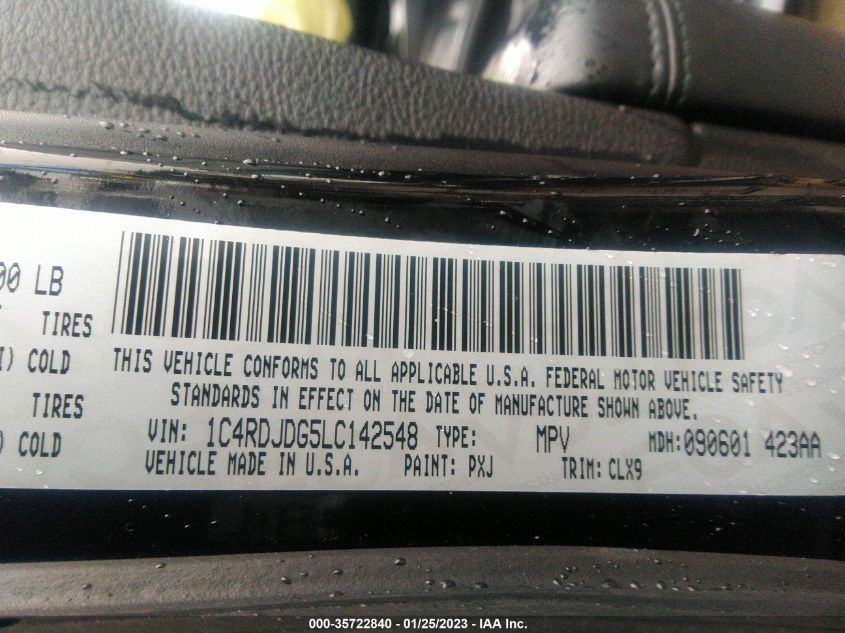 00 LB
TIRES
I) COLD
TIRES
) COLD
THIS VEHICLE CONFORMS TO ALL APPLICABLE U.S.A. FEDERAL MOTOR VEHICLE SAFETY
STANDARDS IN EFFECT ON THE DATE OF MANUFACTURE SHOWN ABOVE.
VIN: 1C4RDJDG5LC142548 TYPE: MPV MDH:090601 423AA
VEHICLE MADE IN U.S.A. PAINT: PXJ TRIM: CLX9
000-35722840 - 01/25/2023 - IAA Inc.